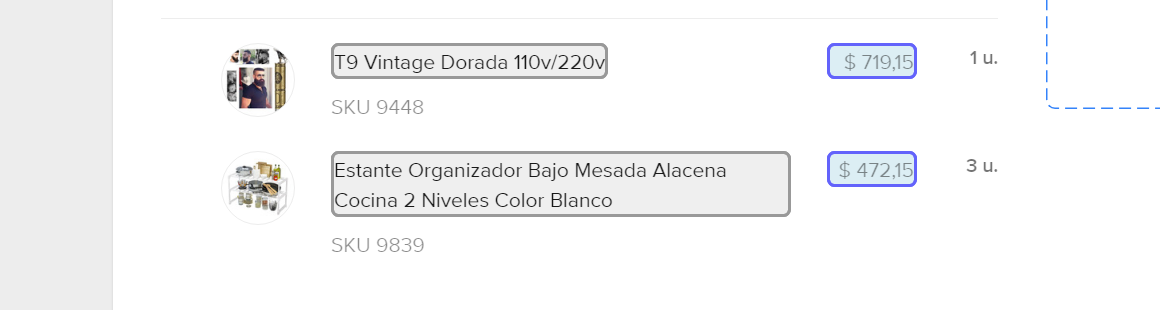 T9 Vintage Dorada 110v/220v $ 719,15 1 u.
SKU 9448
Estante Organizador Bajo Mesada Alacena $ 472,15 3 u.
Cocina 2 Niveles Color Blanco
SKU 9839